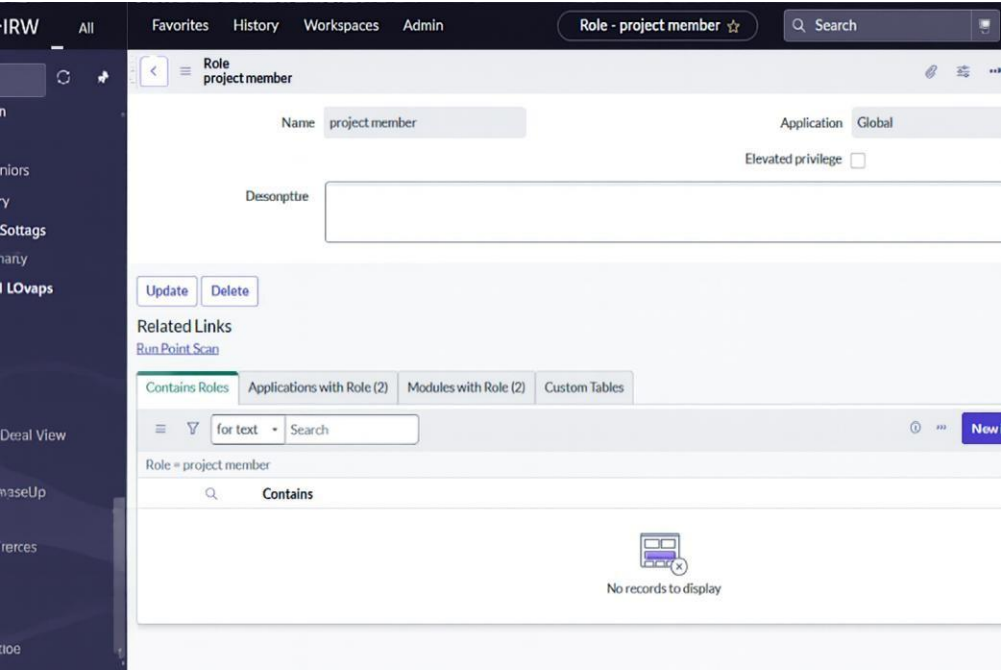 IRW All Favorites History Workspaces Admin Role - project member Search
Role
project member
n
Name project member Application Global
Elevated privilege
niors
ry
Desonptte
Sottags
LOvaps
Update Delete
Related Links
Run Point Scan
Contains Roles Applications with Role (2) Modules with Role (2) Custom Tables
for text Search New
View
Role = project member
Contains
maseUp
rerces
No records to display